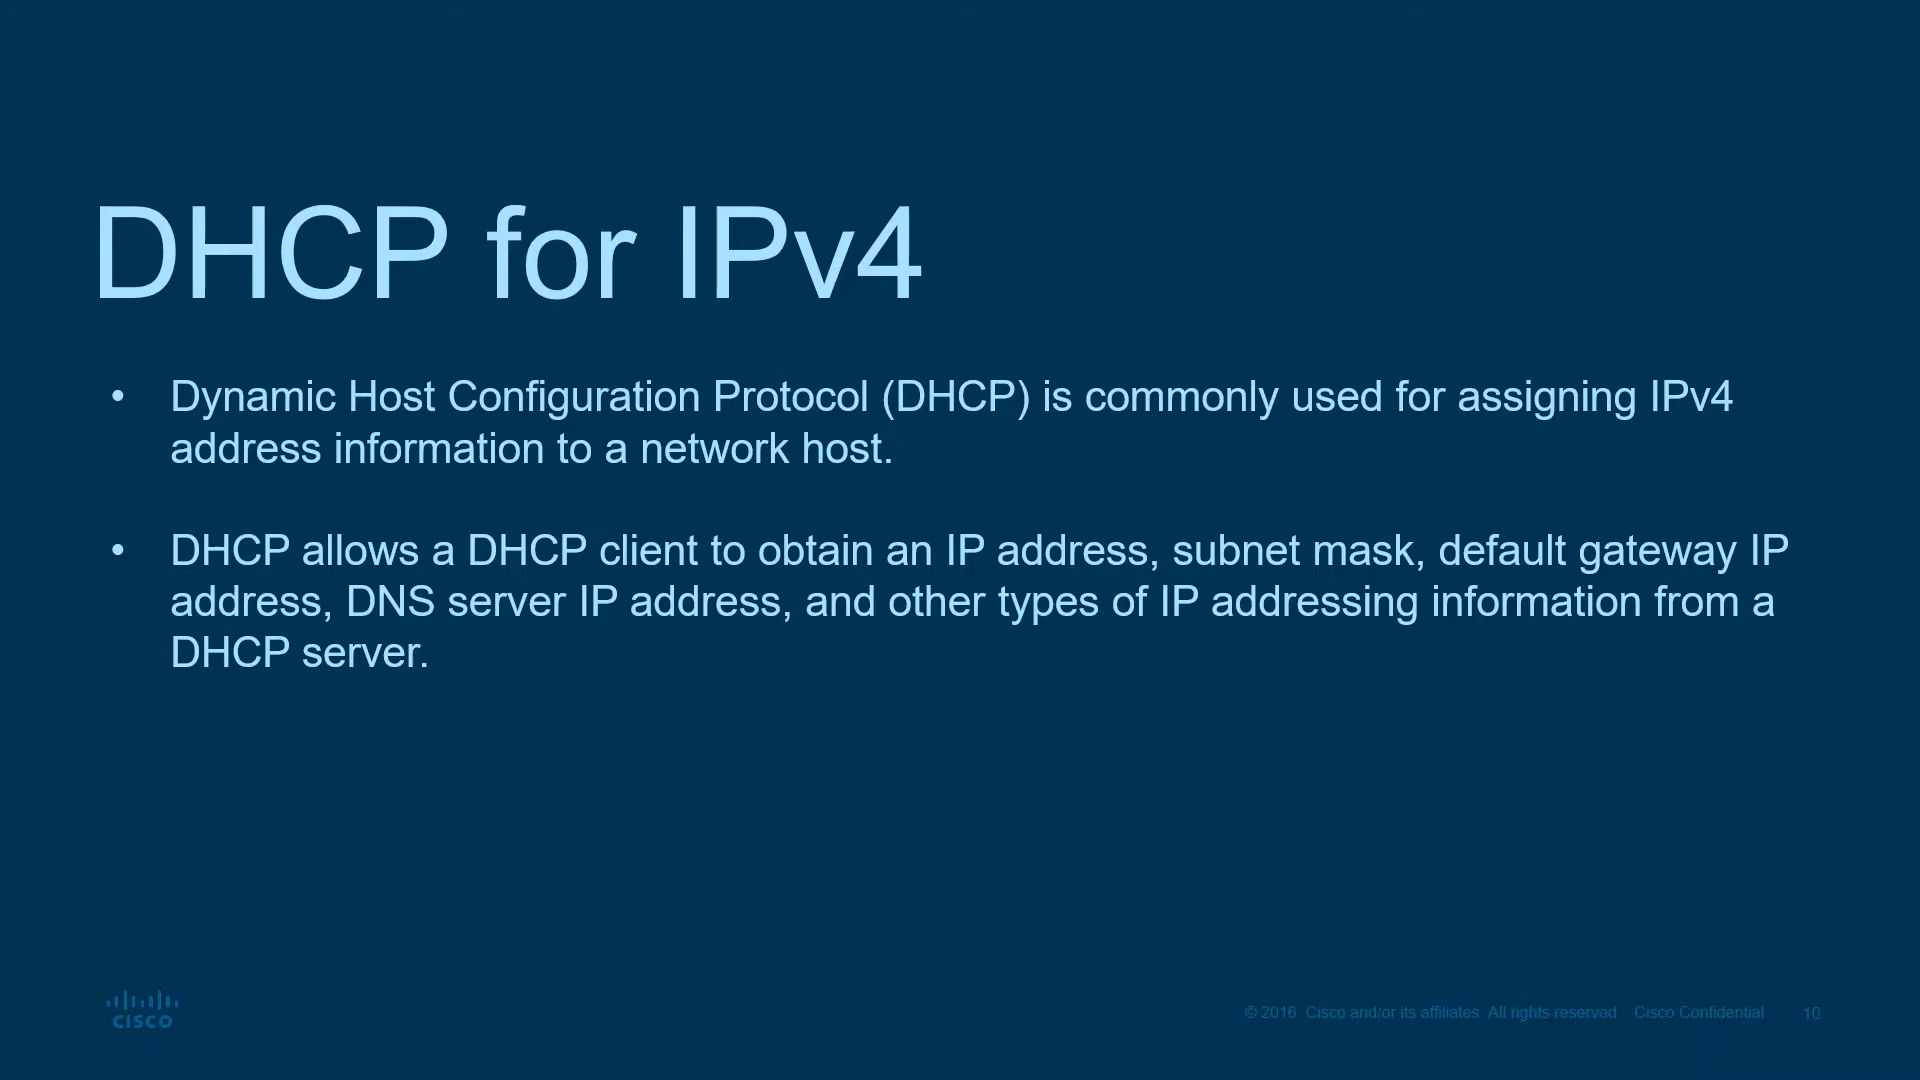 DHCP for IPv4
• Dynamic Host Configuration Protocol (DHCP) is commonly used for assigning IPv4
address information to a network host.
• DHCP allows a DHCP client to obtain an IP address, subnet mask, default gateway IP
address, DNS server IP address, and other types of IP addressing information from a
DHCP server.
CISCO
© 2016 Cisco and/or its affiliates All rights reserved Cisco Confidential 10